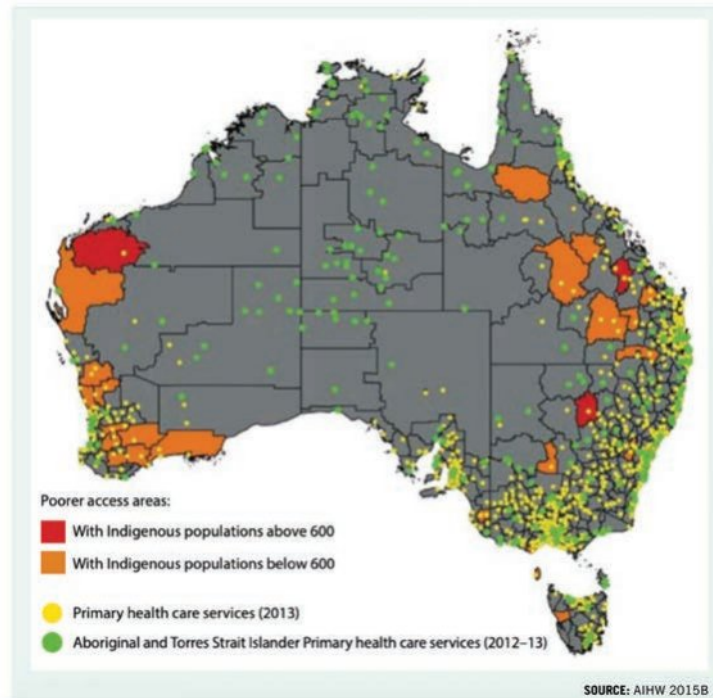 Poorer access areas:
With Indigenous populations above 600
With Indigenous populations below 600
Primary health care services (2013)
Aboriginal and Torres Strait Islander Primary health care services (2012–13)
SOURCE: AIHW 2015B